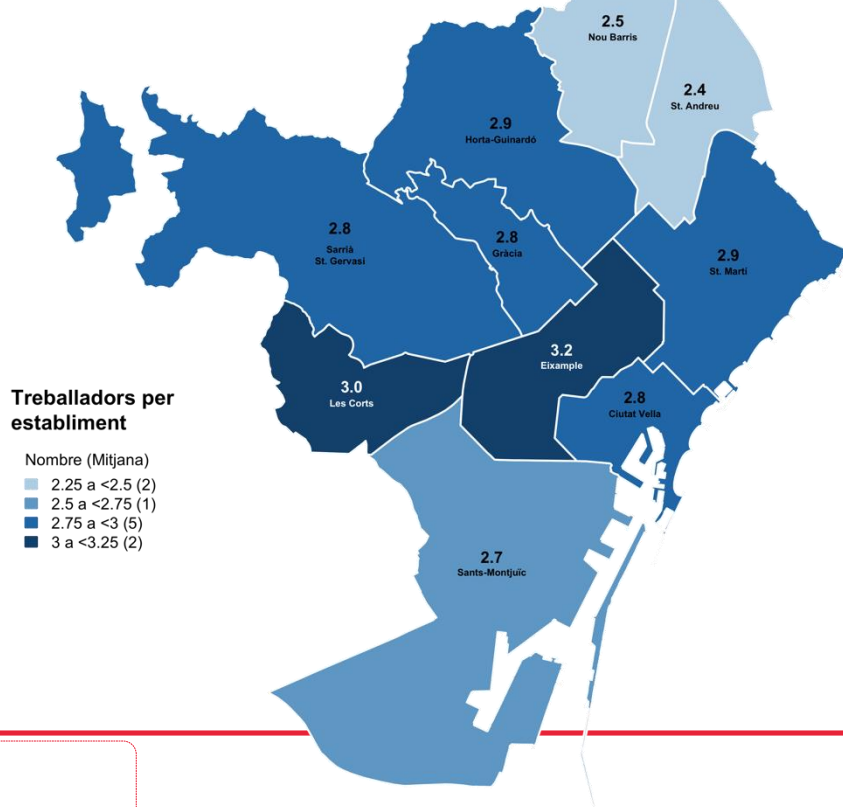 2.5
Nou Barris
2.4
St. Andreu
2.9
Horta-Guinardó
2.8
Sarrià
St. Gervasi
2.8
Gràcia
2.9
St. Martí
3.2
Eixample
3.0
Les Corts
2.8
Ciutat Vella
2.7
Sants-Montjuïc
Treballadors per
establiment
Nombre (Mitjana)
2.25 a <2.5 (2)
2.5 a <2.75 (1)
2.75 a <3 (5)
3 a <3.25 (2)